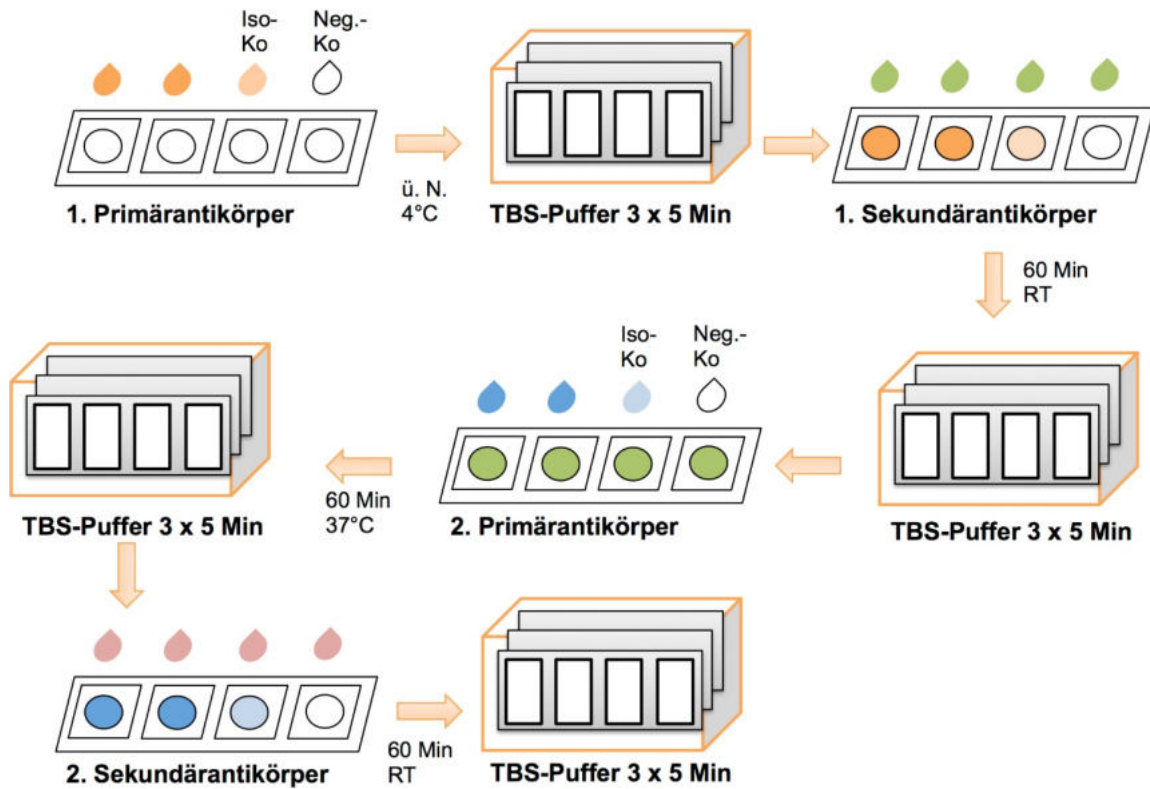 Iso-
Ko
Neg.-
Ko
1. Primärantikörper
ü. N.
4°C
TBS-Puffer 3 x 5 Min
1. Sekundärantikörper
60 Min
RT
TBS-Puffer 3 x 5 Min
Iso-
Ko
Neg.-
Ko
2. Primärantikörper
60 Min
37°C
TBS-Puffer 3 x 5 Min
2. Sekundärantikörper
60 Min
RT
TBS-Puffer 3 x 5 Min